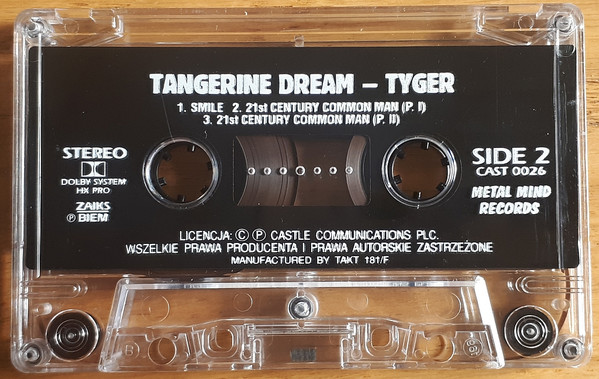 TANGERINE DREAM – TYGER
1. SMILE 2. 21st CENTURY COMMON MAN (P. I)
3. 21st CENTURY COMMON MAN (P. II)
STEREO
DOLBY SYSTEM
HX PRO
ZAIKS
Ⓟ BIEM
SIDE 2
CAST 0026
METAL MIND
RECORDS
LICENCJA: Ⓒ Ⓟ CASTLE COMMUNICATIONS PLC.
WSZELKIE PRAWA PRODUCENTA I PRAWA AUTORSKIE ZASTRZEŻONE
MANUFACTURED BY TAKT 181/F